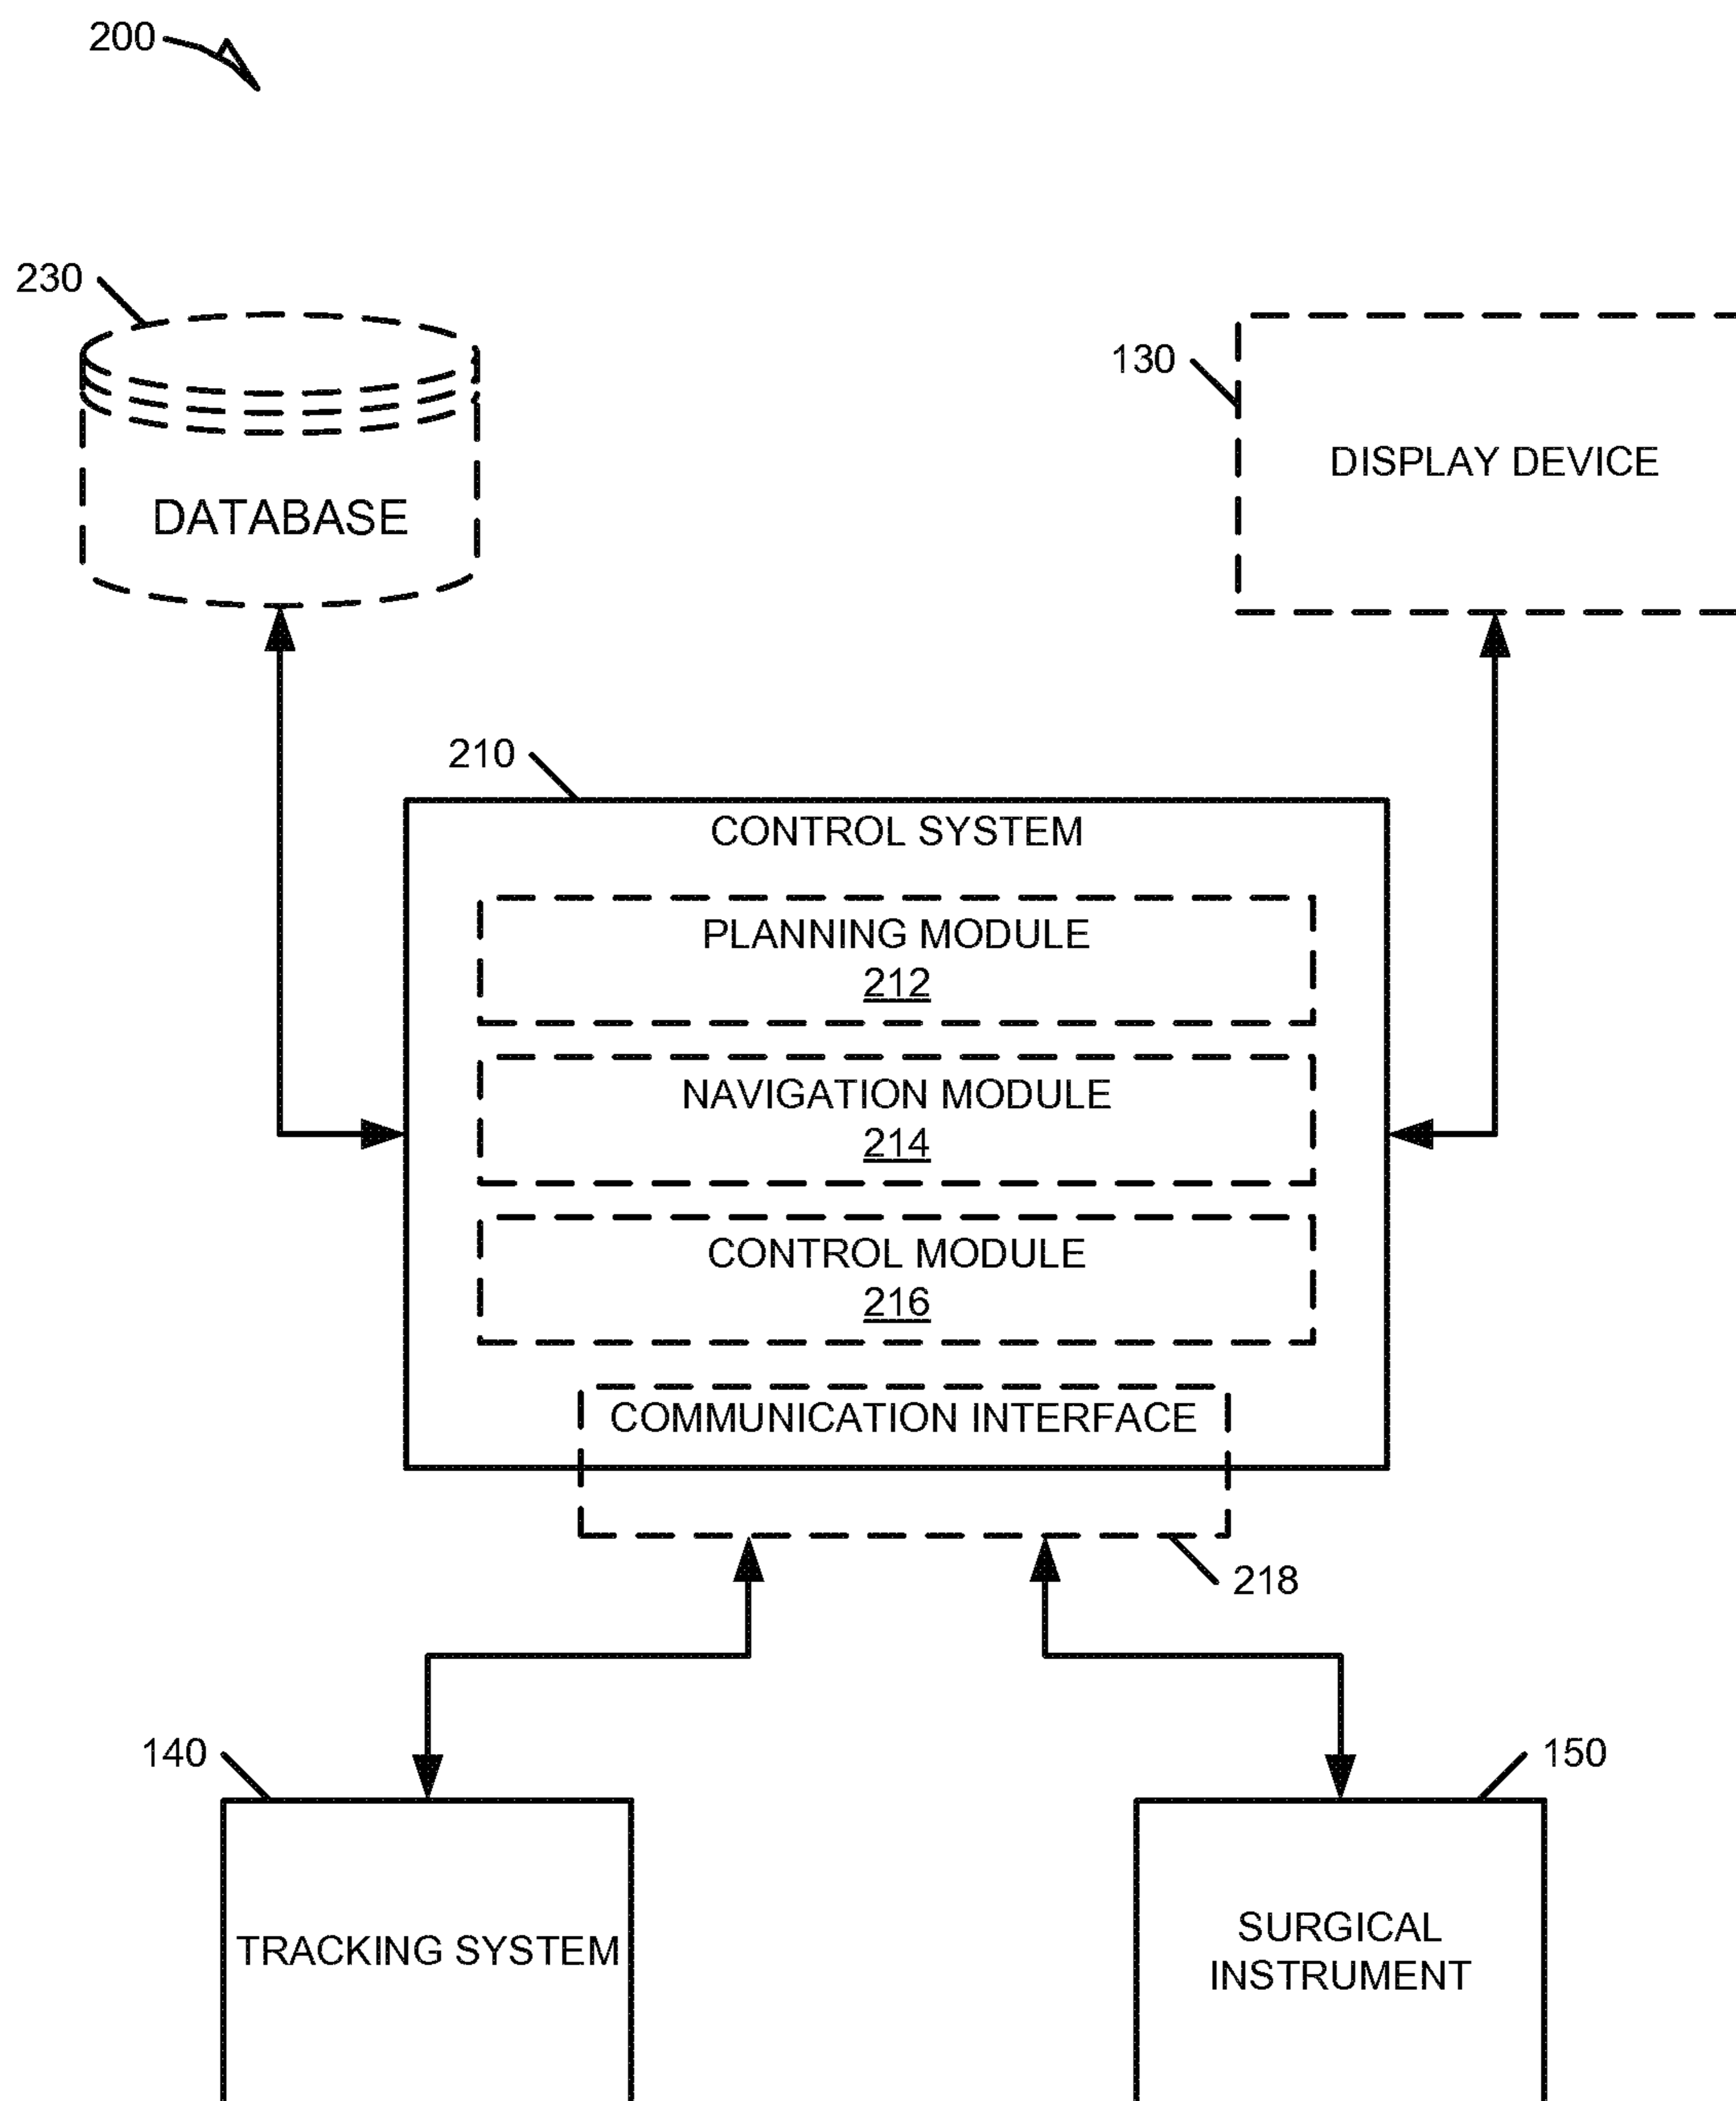 200
230
130
DATABASE
DISPLAY DEVICE
210
CONTROL SYSTEM
PLANNING MODULE
212
NAVIGATION MODULE
214
CONTROL MODULE
216
COMMUNICATION INTERFACE
218
140
150
TRACKING SYSTEM
SURGICAL
INSTRUMENT